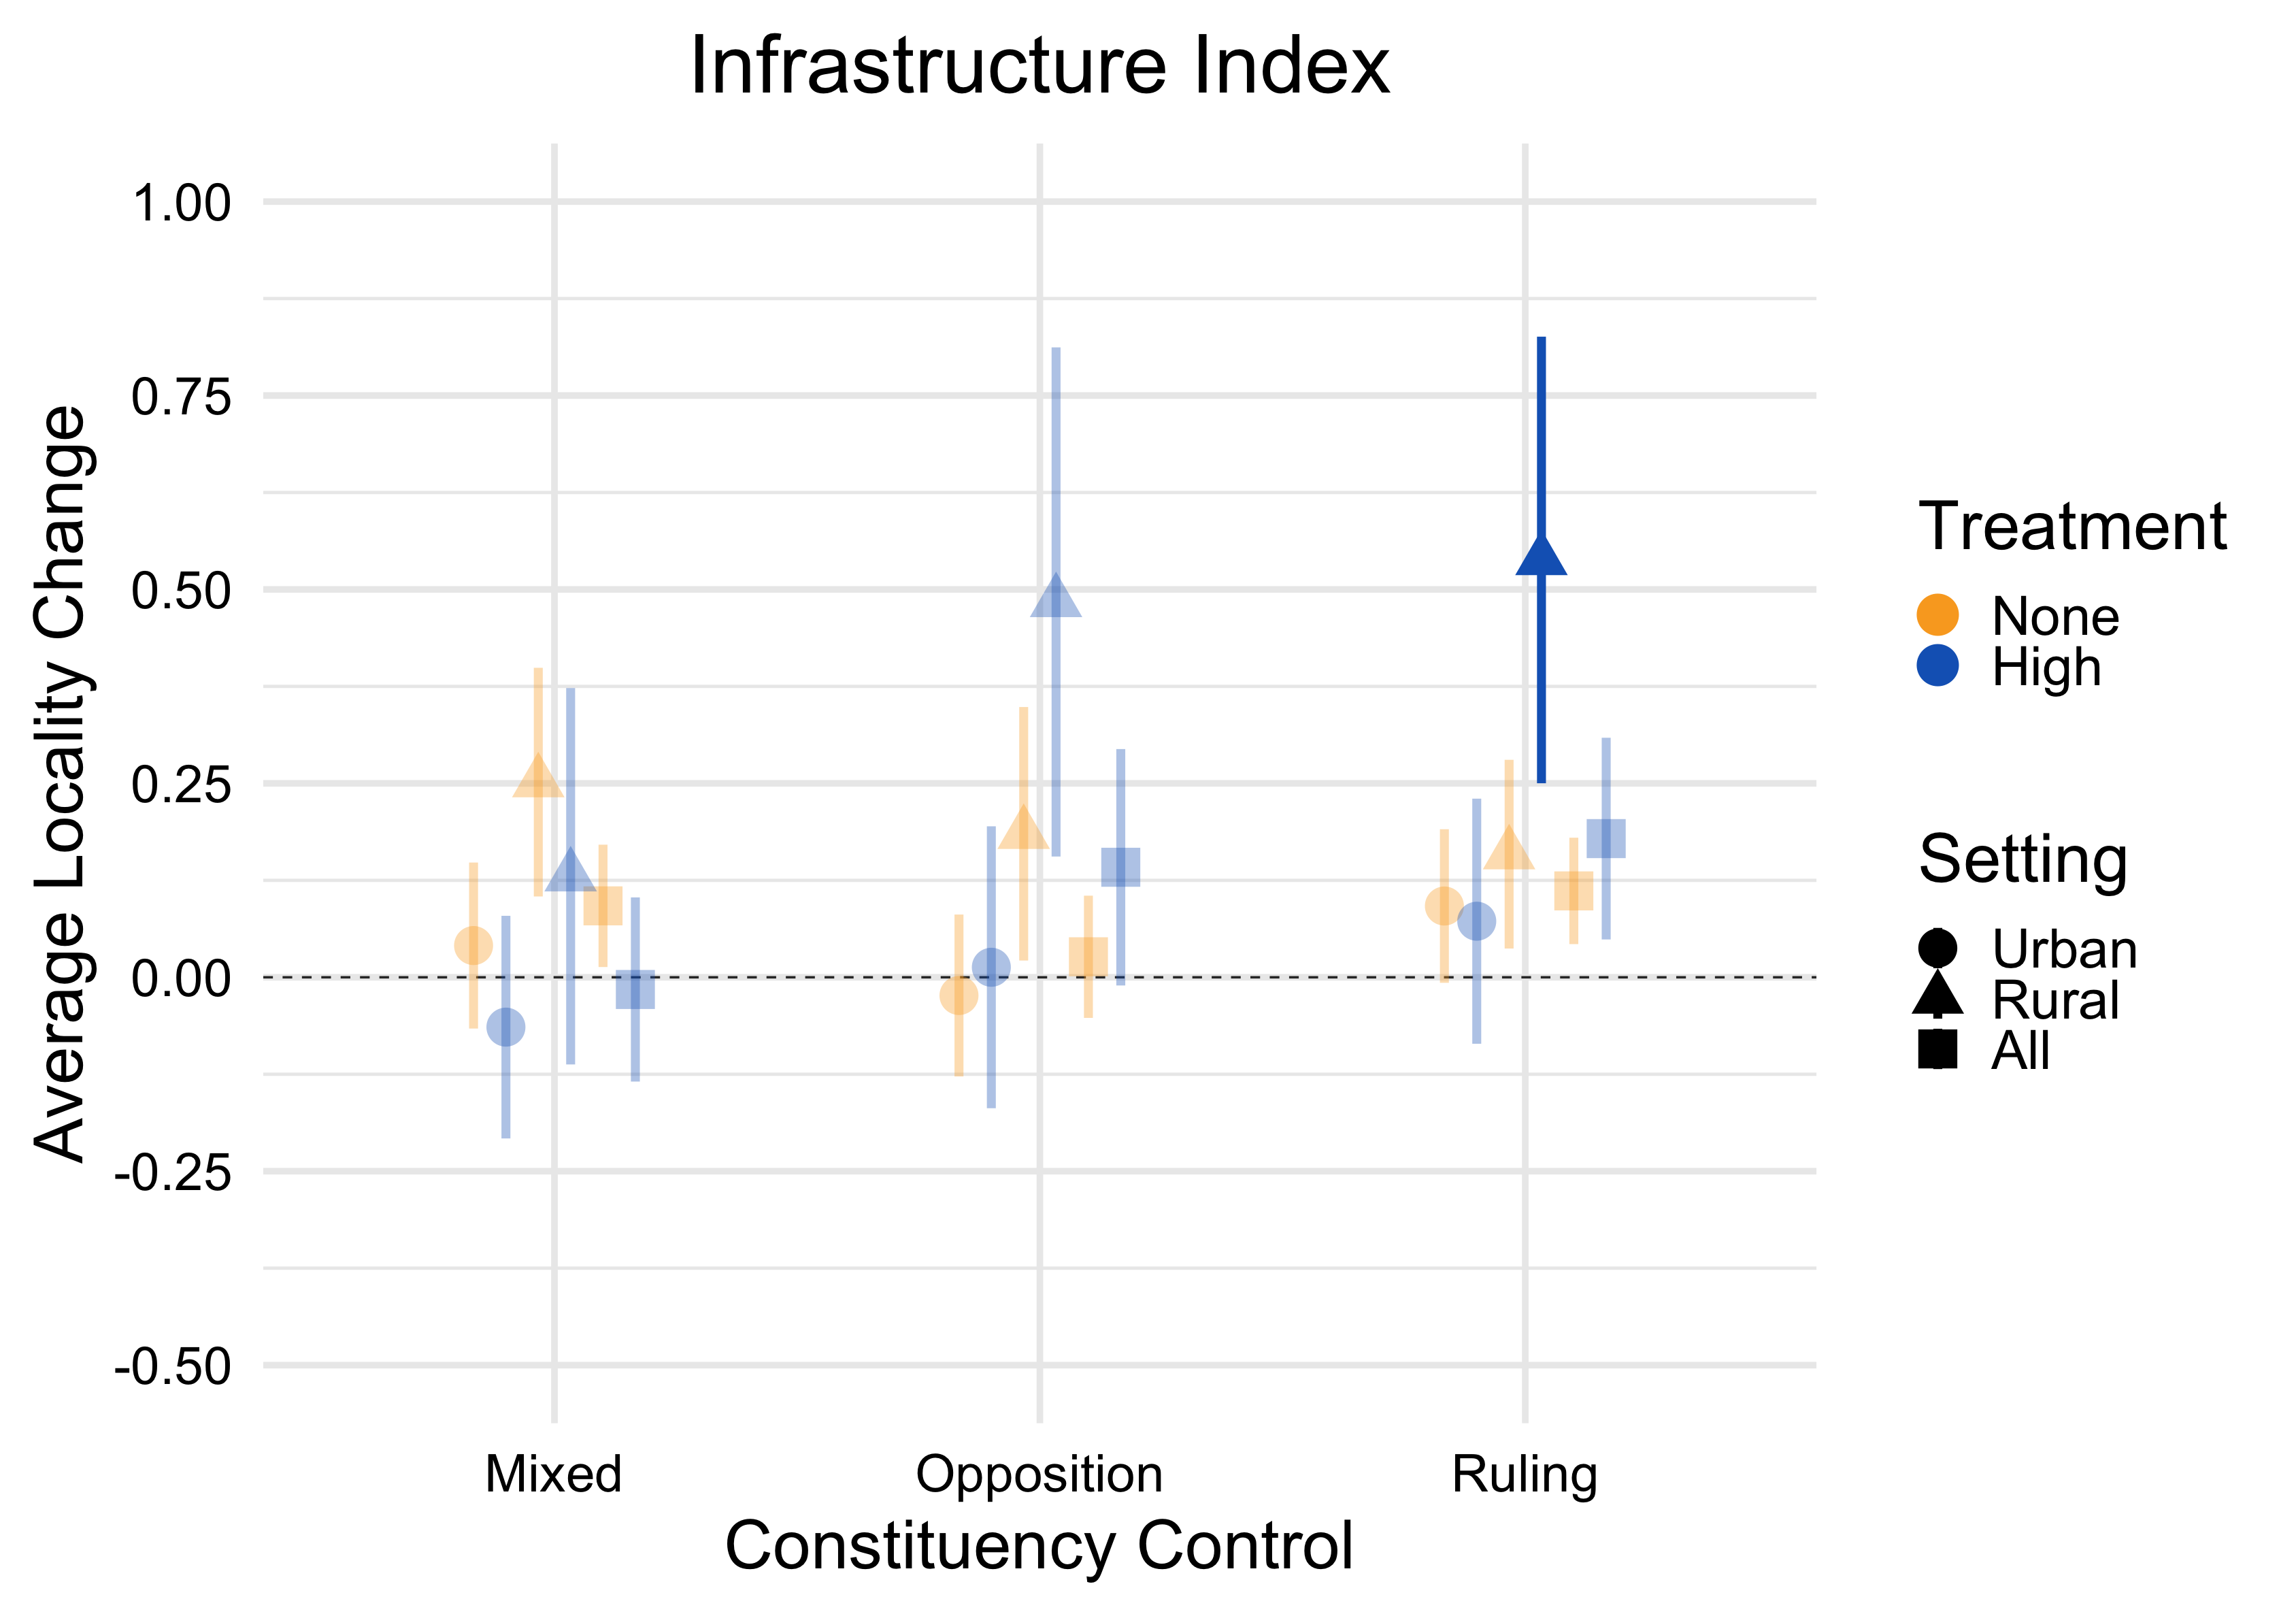 Infrastructure Index
Average Locality Change
1.00
0.75
0.50
0.25
0.00
-0.25
-0.50
Mixed
Opposition
Ruling
Constituency Control
Treatment
None
High
Setting
Urban
Rural
All